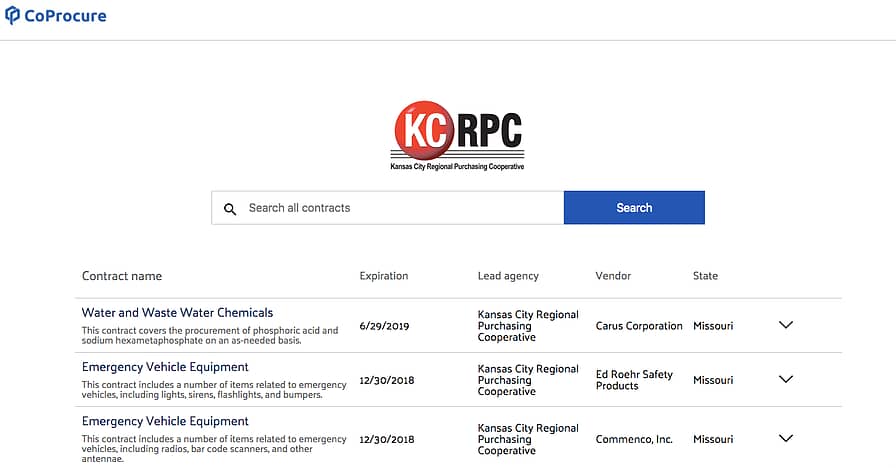 CoProcure
KC RPC
Kansas City Regional Purchasing Cooperative
Search all contracts
Search
Contract name Expiration Lead agency Vendor State
Water and Waste Water Chemicals
This contract covers the procurement of phosphoric acid and
sodium hexametaphosphate on an as-needed basis.
6/29/2019
Kansas City Regional
Purchasing
Cooperative
Carus Corporation
Missouri
Emergency Vehicle Equipment
This contract includes a number of items related to emergency
vehicles, including lights, sirens, flashlights, and bumpers.
12/30/2018
Kansas City Regional
Purchasing
Cooperative
Ed Roehr Safety
Products
Missouri
Emergency Vehicle Equipment
This contract includes a number of items related to emergency
vehicles, including radios, bar code scanners, and other
antennae.
12/30/2018
Kansas City Regional
Purchasing
Cooperative
Commenco, Inc.
Missouri